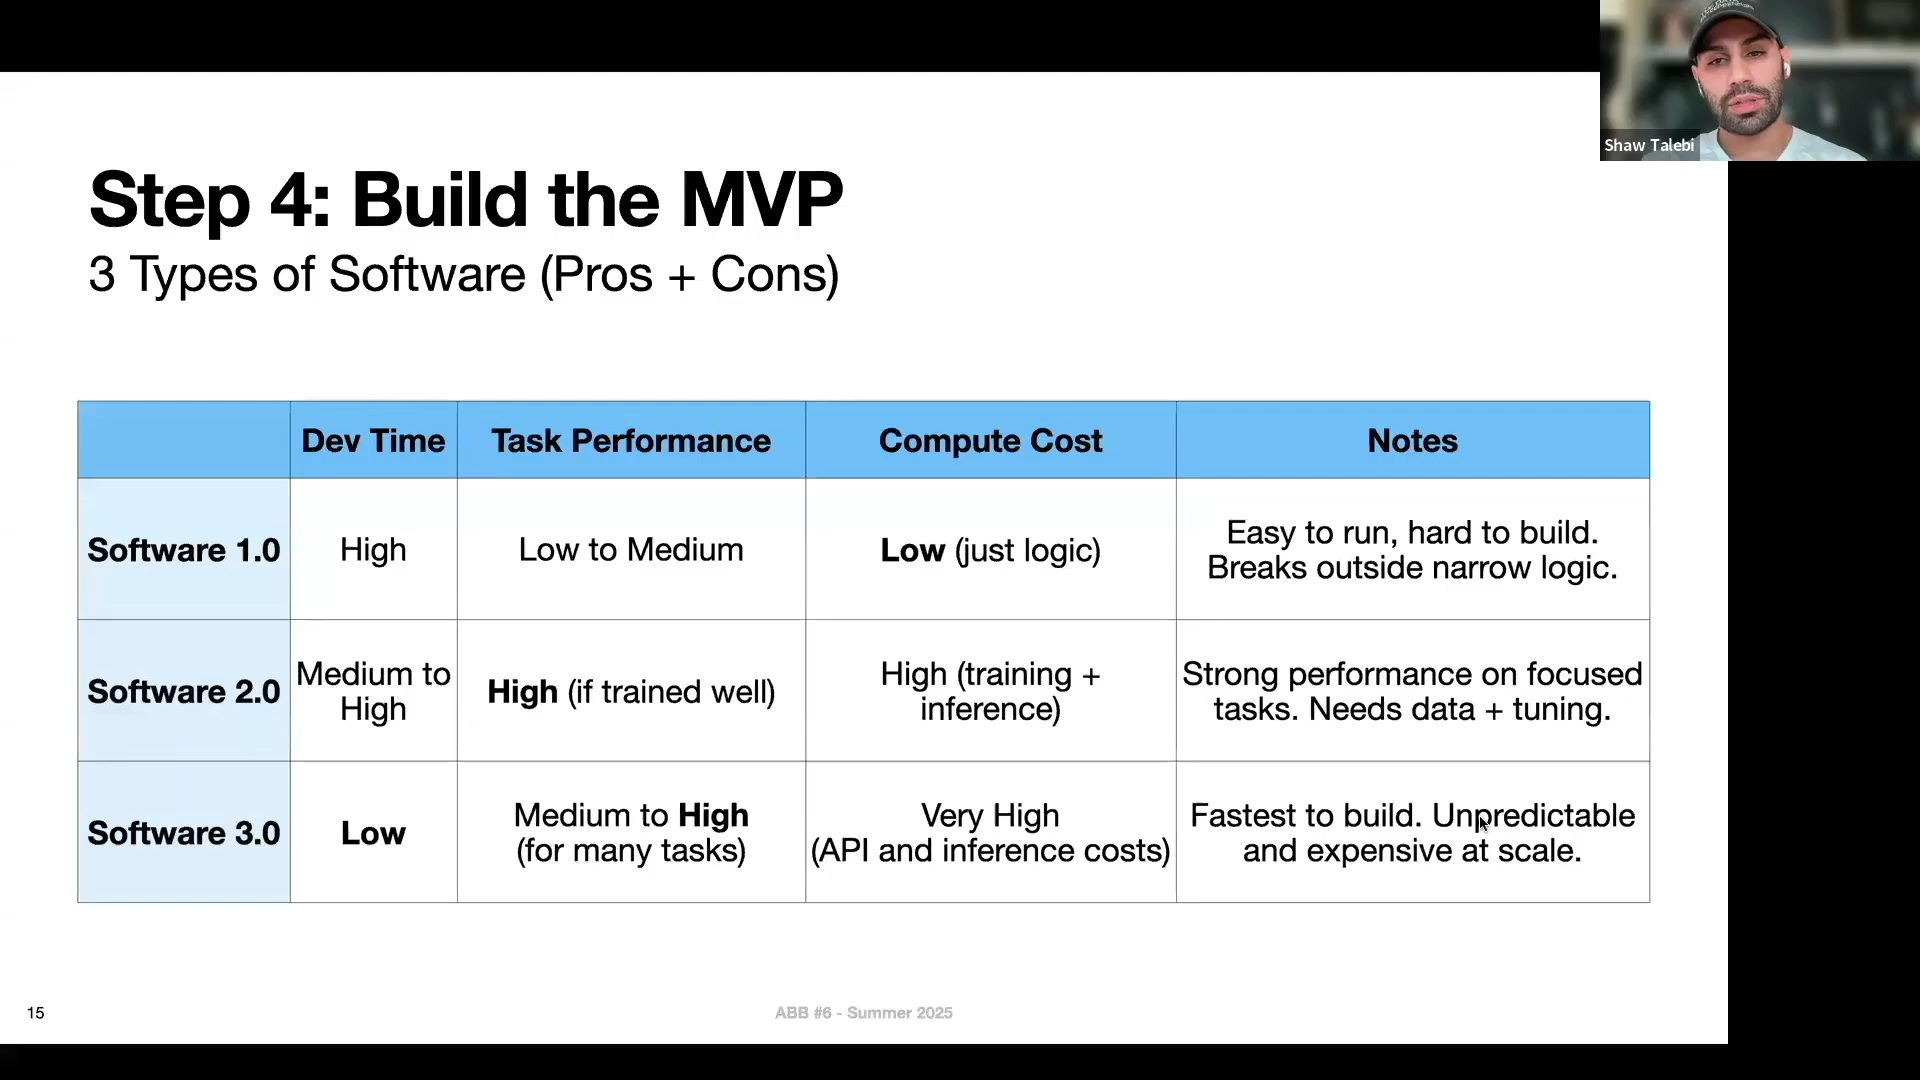 Shaw Talebi
Step 4: Build the MVP
3 Types of Software (Pros + Cons)
Dev Time
Task Performance
Compute Cost
Notes
Software 1.0
High
Low to Medium
Low (just logic)
Easy to run, hard to build.
Breaks outside narrow logic.
Software 2.0
Medium to
High
High (if trained well)
High (training +
inference)
Strong performance on focused
tasks. Needs data + tuning.
Software 3.0
Low
Medium to High
(for many tasks)
Very High
(API and inference costs)
Fastest to build. Unpredictable
and expensive at scale.
15
ABB #6 - Summer 2025